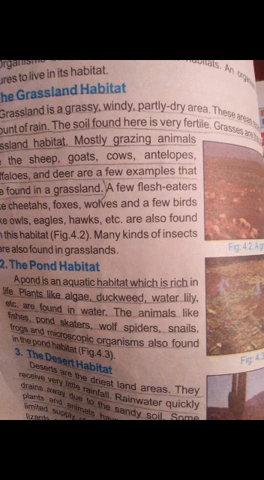 Organisms
habitats. An
ures to live in its habitat.
he Grassland Habitat
Grassland is a grassy, windy, partly-dry area. These areas
ount of rain. The soil found here is very fertile. Grasses are
ssland habitat. Mostly grazing animals
the sheep, goats, cows, antelopes,
ffaloes, and deer are a few examples that
e found in a grassland. A few flesh-eaters
ke cheetahs, foxes, wolves and a few birds
ke owls, eagles, hawks, etc. are also found
n this habitat (Fig.4.2). Many kinds of insects
are also found in grasslands.
Fig: 4.2 A
2. The Pond Habitat
A pond is an aquatic habitat which is rich in
life. Plants like algae, duckweed, water lily,
etc. are found in water. The animals like
fishes, pond skaters, wolf spiders, snails,
frogs and microscopic organisms also found
in the pond habitat (Fig.4.3).
Fig: 4.3
3. The Desert Habitat
Deserts are the driest land areas. They
receive very little rainfall. Rainwater quickly
drains away due to the sandy soil. Some
plants and animals
limited supply
lizards